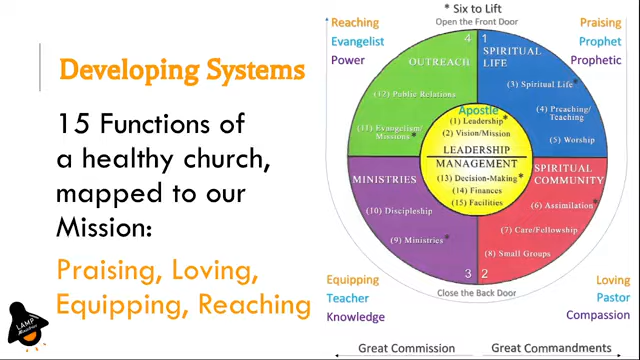 Developing Systems
15 Functions of
a healthy church,
mapped to our
Mission:
Praising, Loving,
Equipping, Reaching
LAMP
Ministries
* Six to Lift
Open the Front Door
Reaching
Evangelist
Power
Praising
Prophet
Prophetic
4
OUTREACH
(12) Public Relations
(11) Evangelism/
Missions *
1
SPIRITUAL
LIFE
(3) Spiritual Life *
(4) Preaching/
Teaching
(5) Worship
Apostle
(1) Leadership *
(2) Vision/Mission
LEADERSHIP
MANAGEMENT
(13) Decision-Making *
(14) Finances
(15) Facilities
MINISTRIES
(10) Discipleship
(9) Ministries *
3
SPIRITUAL
COMMUNITY
(6) Assimilation *
(7) Care/Fellowship
(8) Small Groups
2
Equipping
Teacher
Knowledge
Close the Back Door
Loving
Pastor
Compassion
Great Commission
Great Commandments